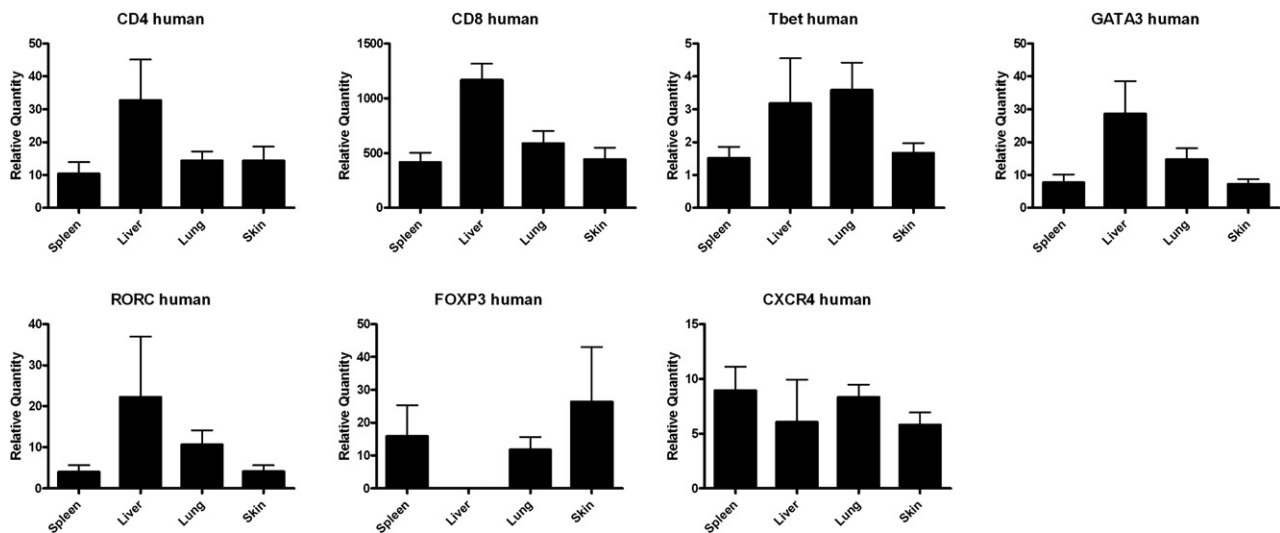 CD4 human
Relative Quantity
50
40
30
20
10
0
Spleen
Liver
Lung
Skin
CD8 human
Relative Quantity
1500
1000
500
0
Spleen
Liver
Lung
Skin
Tbet human
Relative Quantity
5
4
3
2
1
0
Spleen
Liver
Lung
Skin
GATA3 human
Relative Quantity
50
40
30
20
10
0
Spleen
Liver
Lung
Skin
RORC human
Relative Quantity
40
30
20
10
0
Spleen
Liver
Lung
Skin
FOXP3 human
Relative Quantity
50
40
30
20
10
0
Spleen
Liver
Lung
Skin
CXCR4 human
Relative Quantity
15
10
5
0
Spleen
Liver
Lung
Skin